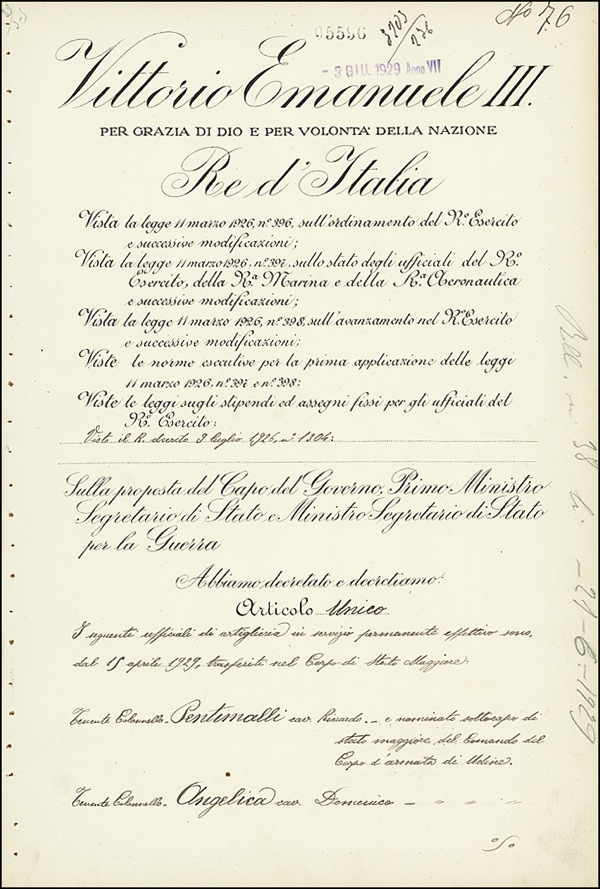 No 76
05596
3203/236
- 3 GIU. 1929 Anno VII
Vittorio Emanuele III.
PER GRAZIA DI DIO E PER VOLONTA' DELLA NAZIONE
Re d'Italia
Vista la legge 11 marzo 1926, nº 396, sull'ordinamento del Rº Esercito
e successive modificazioni;
Vista la legge 11 marzo 1926, nº 397, sullo stato degli ufficiali del Rº
Esercito, della Rª Marina e della Rª Aeronautica
e successive modificazioni;
Vista la legge 11 marzo 1926, nº 398, sull'avanzamento nel Rº Esercito
e successive modificazioni;
Viste le norme esecutive per la prima applicazione delle leggi
11 marzo 1926, nº 397 e nº 398;
Viste le leggi sugli stipendi ed assegni fissi per gli ufficiali del
Rº Esercito:
Visto il R. decreto 3 luglio 1926, nº 1304:
Sulla proposta del Capo del Governo, Primo Ministro
Segretario di Stato e Ministro Segretario di Stato
per la Guerra
Abbiamo decretato e decretiamo:
Articolo Unico
I seguenti ufficiali di artiglieria in servizio permanente effettivo sono,
dal 15 aprile 1929, trasferiti nel Corpo di Stato Maggiore:
Tenente Colonnello - Pentimalli cav. Riccardo. - e nominato sottocapo di
stato maggiore del Comando del
Corpo d'armata di Udine.
Tenente Colonnello - Angelica cav. Domenico - " " "
%
38 21-6-1929